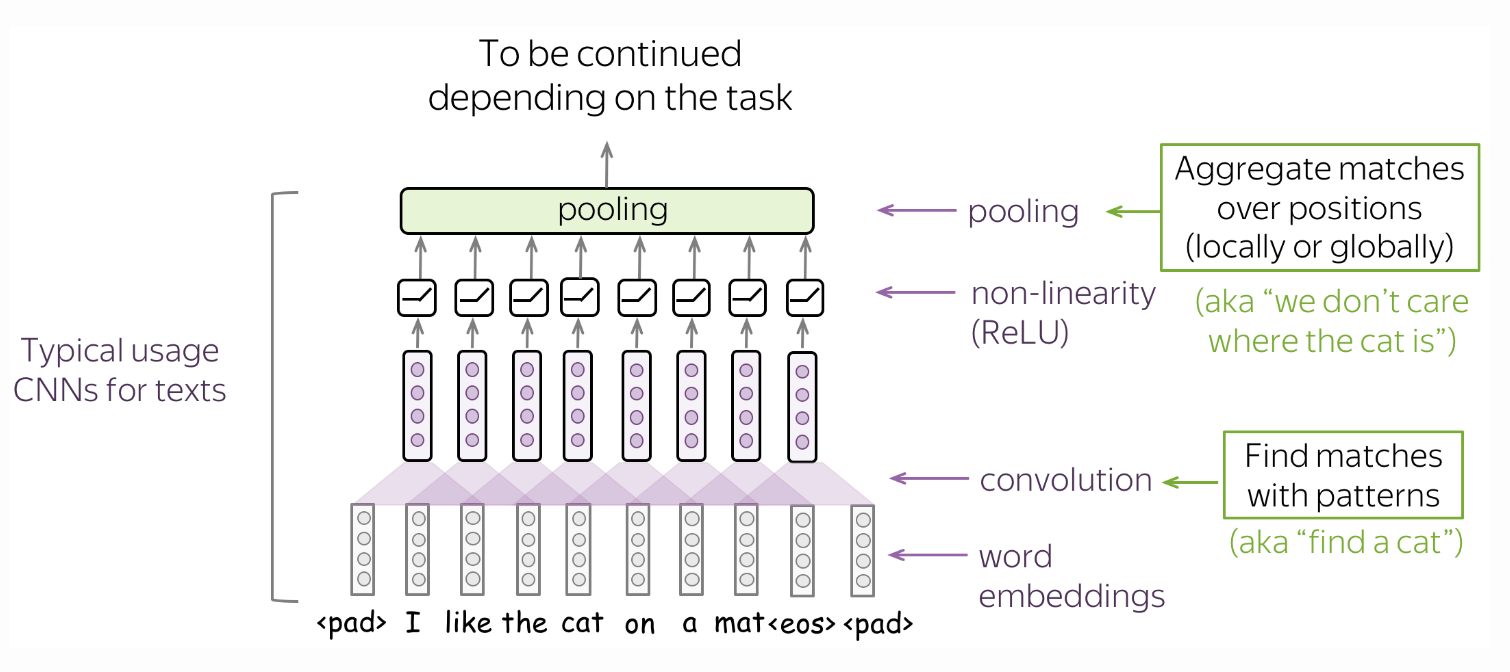 To be continued
depending on the task
pooling
Typical usage
CNNs for texts
pooling
non-linearity
(ReLU)
convolution
word
embeddings
Aggregate matches
over positions
(locally or globally)
(aka “we don’t care
where the cat is”)
Find matches
with patterns
(aka “find a cat”)
<pad> I like the cat on a mat <eos> <pad>